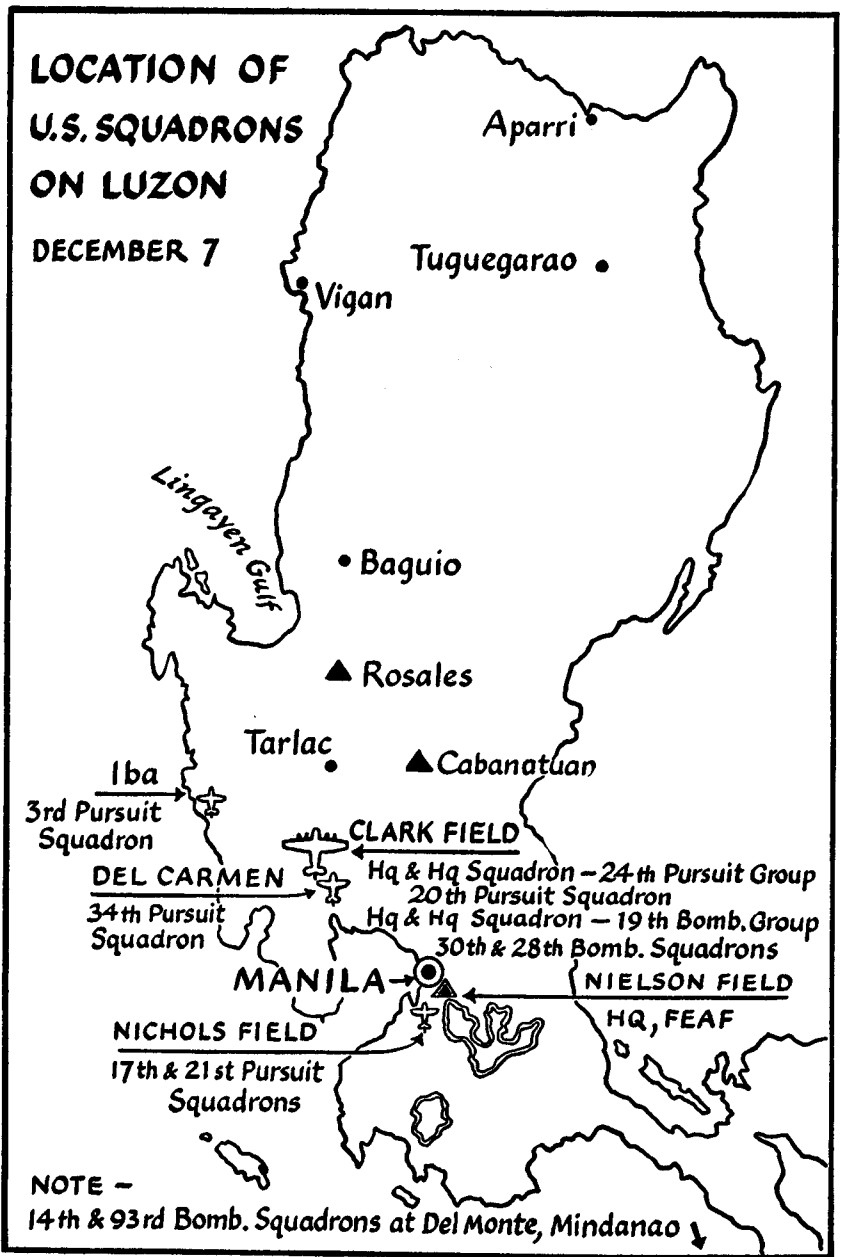 LOCATION OF
U.S. SQUADRONS
ON LUZON
DECEMBER 7
Aparri
Tuguegarao
Vigan
Lingayen Gulf
Baguio
Rosales
Tarlac
Cabanatuan
Iba
3rd Pursuit
Squadron
CLARK FIELD
Hq & Hq Squadron – 24th Pursuit Group
20th Pursuit Squadron
Hq & Hq Squadron – 19th Bomb. Group
30th & 28th Bomb. Squadrons
DEL CARMEN
34th Pursuit
Squadron
MANILA
NIELSON FIELD
HQ, FEAF
NICHOLS FIELD
17th & 21st Pursuit
Squadrons
NOTE –
14th & 93rd Bomb. Squadrons at Del Monte, Mindanao